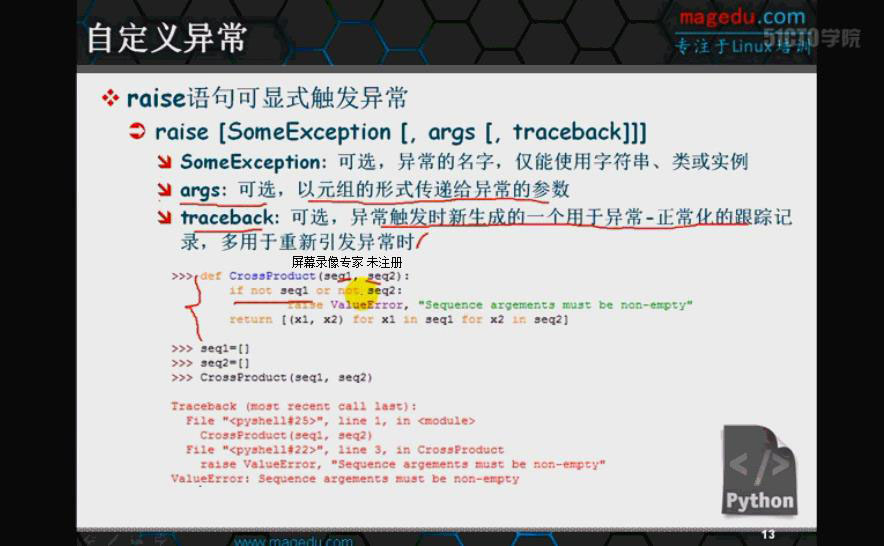 自定义异常
magedu.com
专注于Linux培训
51CTO学院
raise语句可显式触发异常
raise [SomeException [, args [, traceback]]]
SomeException: 可选，异常的名字，仅能使用字符串、类或实例
args: 可选，以元组的形式传递给异常的参数
traceback: 可选，异常触发时新生成的一个用于异常-正常化的跟踪记
录，多用于重新引发异常时
屏幕录像专家 未注册
>>> def CrossProduct(seq1, seq2):
if not seq1 or not seq2:
raise ValueError, "Sequence argements must be non-empty"
return [(x1, x2) for x1 in seq1 for x2 in seq2]
>>> seq1=[]
>>> seq2=[]
>>> CrossProduct(seq1, seq2)
Traceback (most recent call last):
File "<pyshell#25>", line 1, in <module>
CrossProduct(seq1, seq2)
File "<pyshell#22>", line 3, in CrossProduct
raise ValueError, "Sequence argements must be non-empty"
ValueError: Sequence argements must be non-empty
</>
Python
13
www.magedu.com